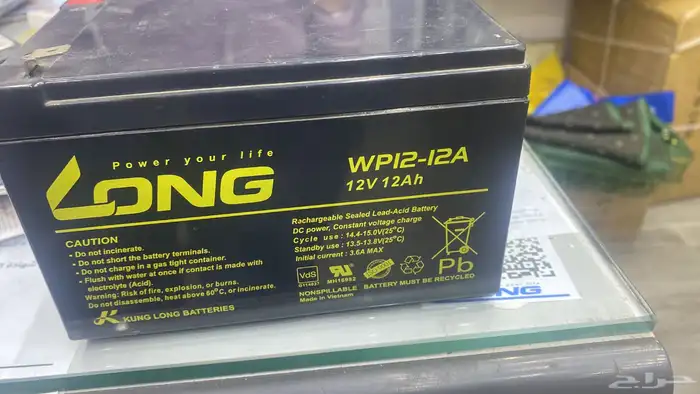 Power your life
LONG
WP12-12A
12V 12Ah
CAUTION
Do not incinerate.
Do not short the battery terminals.
Do not charge in a gas tight container.
Flush with water at once if contact is made with
electrolyte (Acid).
Warning: Risk of fire, explosion, or burns.
Do not disassemble, heat above 60°C, or incinerate.
KUNG LONG BATTERIES
Rachargeable Sealed Lead-Acid Battery
DC power, Constant voltage charge
Cycle use : 14.4-15.0V(25°C)
Standby use : 13.5-13.8V(25°C)
Initial current : 3.6A MAX
VdS
MH16982
Pb
NONSPILLABLE
BATTERY MUST BE RECYCLED
Made in Vietnam
NG
حراج